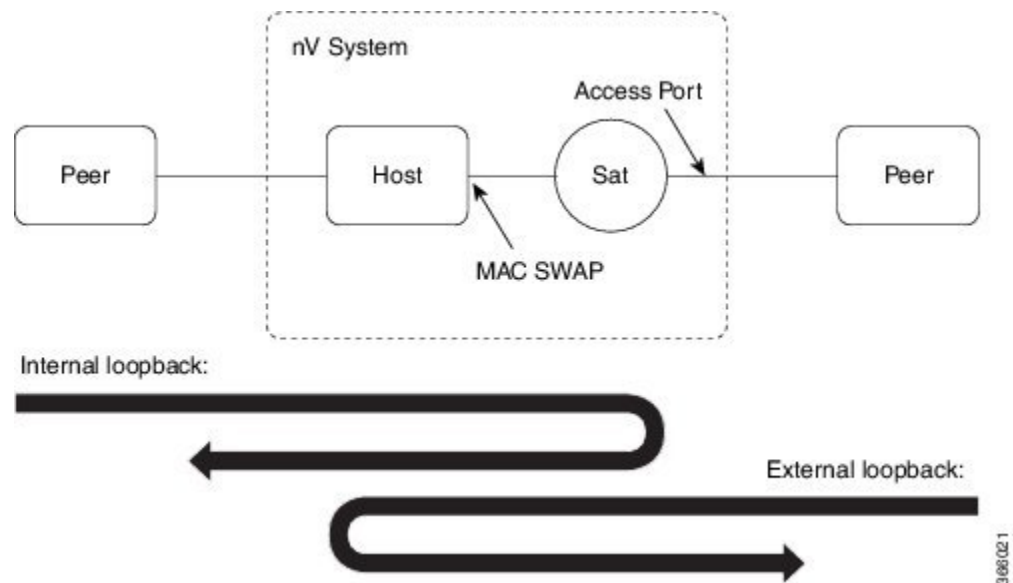 nV System
Access Port
Peer
Host
Sat
Peer
MAC SWAP
Internal loopback:
External loopback:
366021